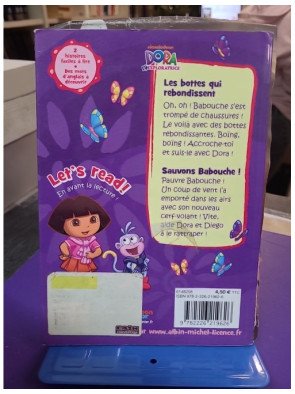 2
histoires
faciles à lire
+
Des mots
d'anglais à
découvrir
nickelodeon
DORA
L'EXPLORATRICE
Les bottes qui
rebondissent
Oh, oh ! Babouche s'est
trompé de chaussures !
Le voilà avec des bottes
rebondissantes. Boing,
boing ! Accroche-toi
et suis-le avec Dora !
Let's read!
En avant la lecture !
Sauvons Babouche !
Pauvre Babouche !
Un coup de vent l'a
emporté dans les airs
avec son nouveau
cerf-volant ! Vite,
aide Dora et Diego
à le rattraper !
4,50 €
9782226219626
www.albin-michel-licence.fr